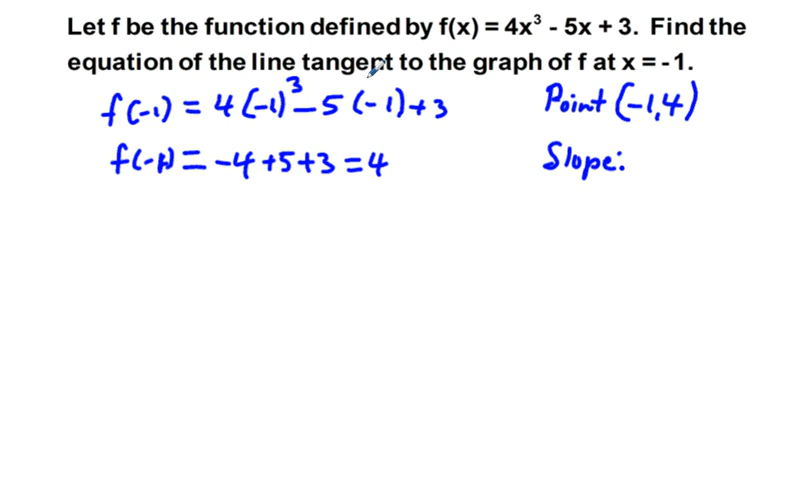 Let f be the function defined by f(x) = 4x³ - 5x + 3. Find the
equation of the line tangent to the graph of f at x = -1.
f(-1) = 4(-1)³ - 5(-1) + 3
Point (-1,4)
f(-1) = -4+5+3 = 4
Slope: